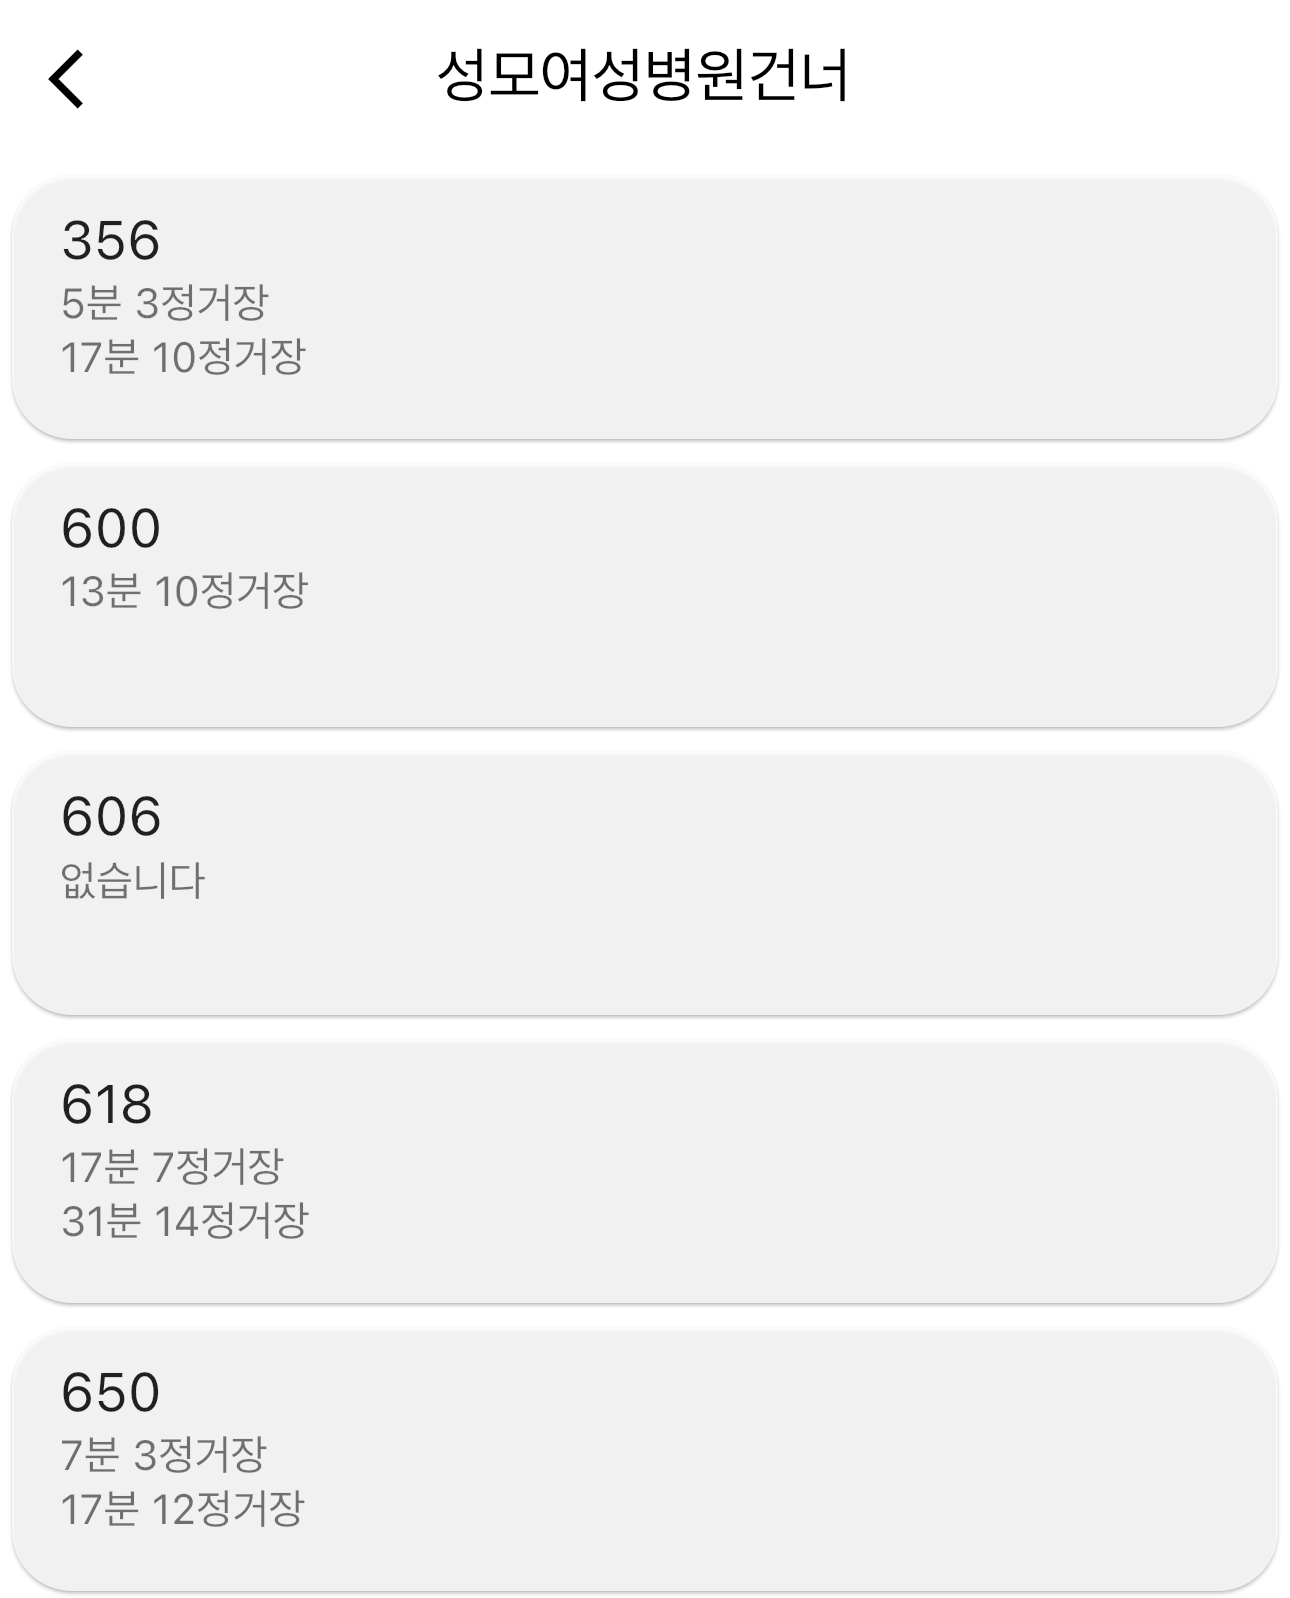 성모여성병원건너
356
5분 3정거장
17분 10정거장
600
13분 10정거장
606
없습니다
618
17분 7정거장
31분 14정거장
650
7분 3정거장
17분 12정거장